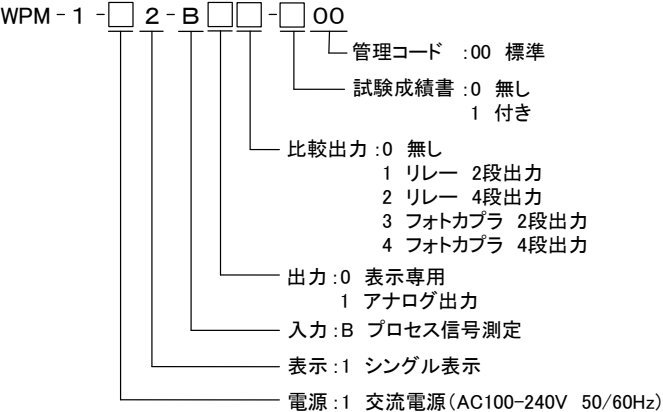 WPM-1-□2-B□□-□00
管理コード :00 標準
試験成績書:0 無し
1 付き
比較出力:0 無し
1 リレー 2段出力
2 リレー 4段出力
3 フォトカプラ 2段出力
4 フォトカプラ 4段出力
出力:0 表示専用
1 アナログ出力
入力:B プロセス信号測定
表示:1 シングル表示
電源:1 交流電源(AC100-240V 50/60Hz)